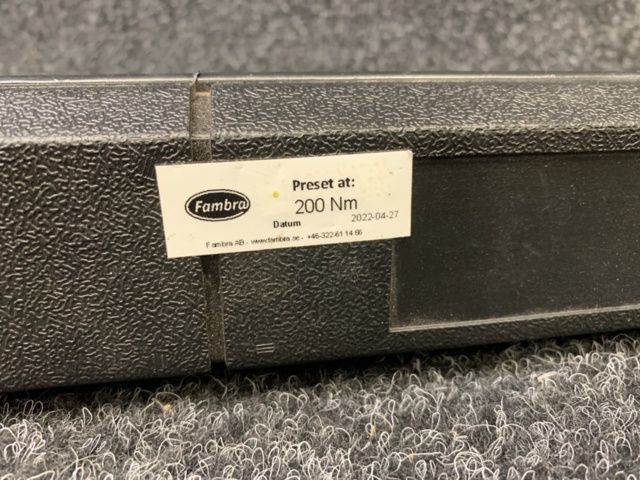 Fambra
Preset at:
200 Nm
Datum 2022-04-27
Fambra AB - www.fambra.se - +46-322-61 14 66